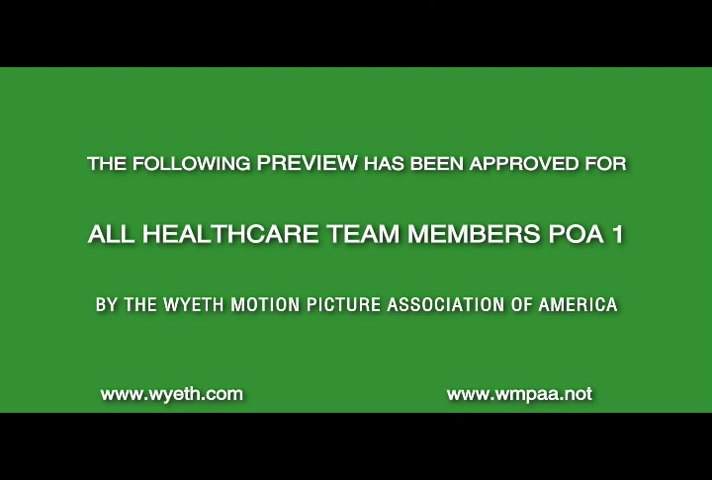 THE FOLLOWING PREVIEW HAS BEEN APPROVED FOR
ALL HEALTHCARE TEAM MEMBERS POA 1
BY THE WYETH MOTION PICTURE ASSOCIATION OF AMERICA
www.wyeth.com www.wmpaa.not